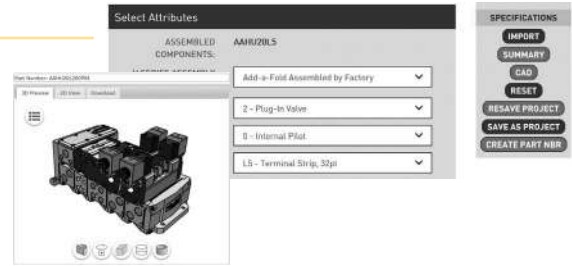 Select Attributes
ASSEMBLED COMPONENTS:
AAHU20L5
Add-a-Fold Assembled by Factory
2 - Plug-In Valve
0 - Internal Pilot
L5 - Terminal Strip, 32pt
3D Preview
2D View
Download
SPECIFICATIONS
IMPORT
SUMMARY
CAD
RESET
RESAVE PROJECT
SAVE AS PROJECT
CREATE PART NBR